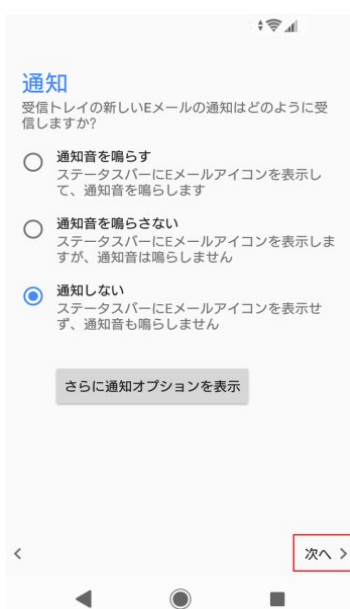 通知
受信トレイの新しいEメールの通知はどのように受
信しますか?
通知音を鳴らす
ステータスバーにEメールアイコンを表示し
て、通知音を鳴らします
通知音を鳴らさない
ステータスバーにEメールアイコンを表示しま
すが、通知音は鳴らしません
通知しない
ステータスバーにEメールアイコンを表示せ
ず、通知音も鳴らしません
さらに通知オプションを表示
次へ